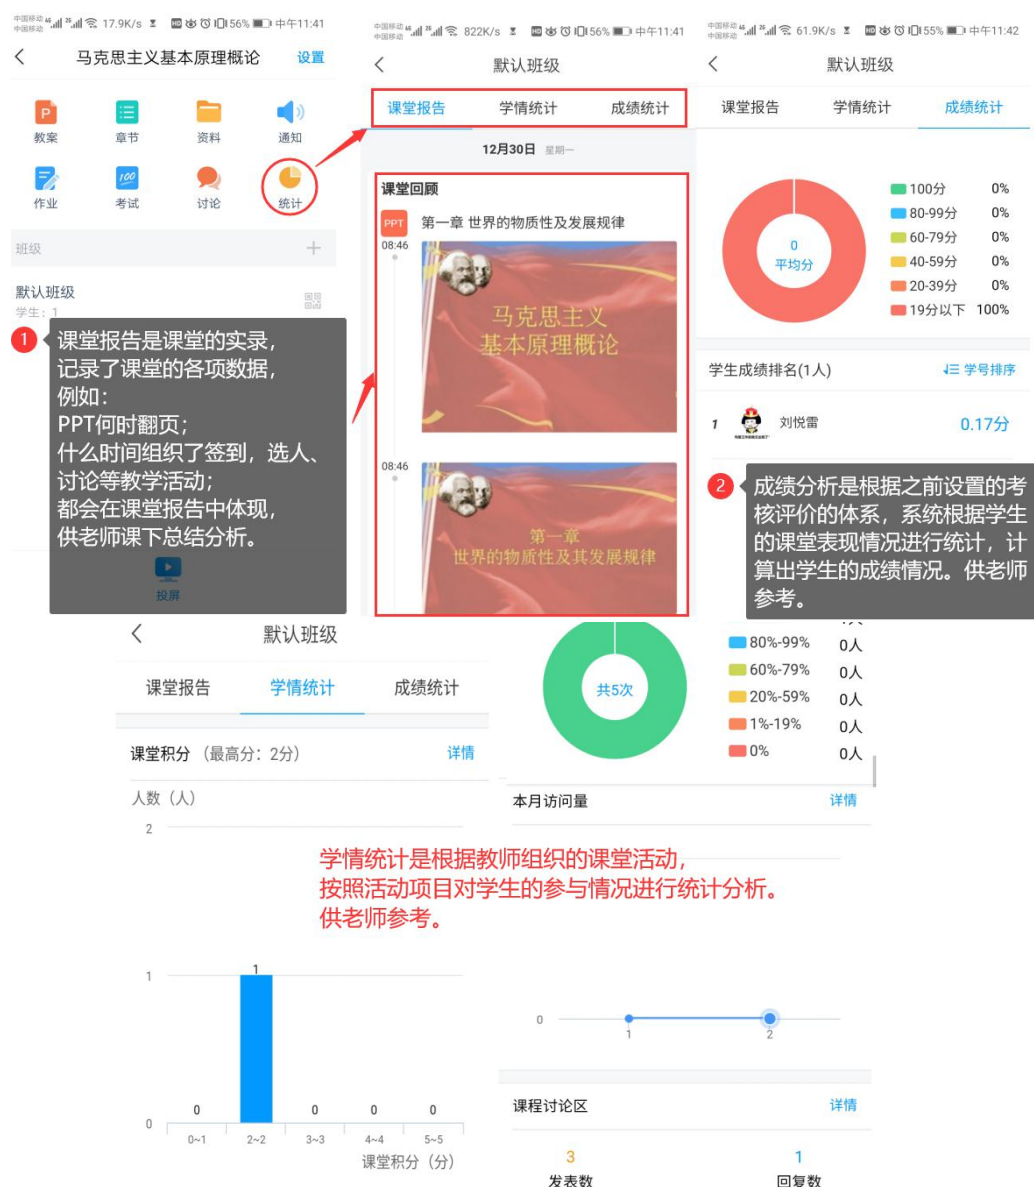 中国移动 中国移动 17.9K/s 56% 中午11:41
马克思主义基本原理概论 设置
P
教案 章节 资料 通知
100
作业 考试 讨论 统计
班级 +
默认班级
学生: 1
1
课堂报告是课堂的实录，
记录了课堂的各项数据，
例如：
PPT何时翻页；
什么时间组织了签到，选人、
讨论等教学活动；
都会在课堂报告中体现，
供老师课下总结分析。
投屏
中国移动 中国移动 822K/s 56% 中午11:41
默认班级
课堂报告 学情统计 成绩统计
12月30日 星期一
课堂回顾
PPT 第一章 世界的物质性及发展规律
08:46
马克思主义
基本原理概论
08:46
第一章
世界的物质性及其发展规律
中国移动 中国移动 61.9K/s 55% 中午11:42
默认班级
课堂报告 学情统计 成绩统计
0
平均分
100分 0%
80-99分 0%
60-79分 0%
40-59分 0%
20-39分 0%
19分以下 100%
学生成绩排名(1人) 学号排序
1 刘悦雷 0.17分
2
成绩分析是根据之前设置的考
核评价的体系，系统根据学生
的课堂表现情况进行统计，计
算出学生的成绩情况。供老师
参考。
默认班级
课堂报告 学情统计 成绩统计
课堂积分 （最高分：2分） 详情
人数（人）
2
1
1
0 0 0 0
0
0~1 2~2 3~3 4~4 5~5
课堂积分（分）
共5次
80%-99% 0人
60%-79% 0人
20%-59% 0人
1%-19% 0人
0% 0人
本月访问量 详情
学情统计是根据教师组织的课堂活动，
按照活动项目对学生的参与情况进行统计分析。
供老师参考。
0
1 2
课程讨论区 详情
3 1
发表数 回复数